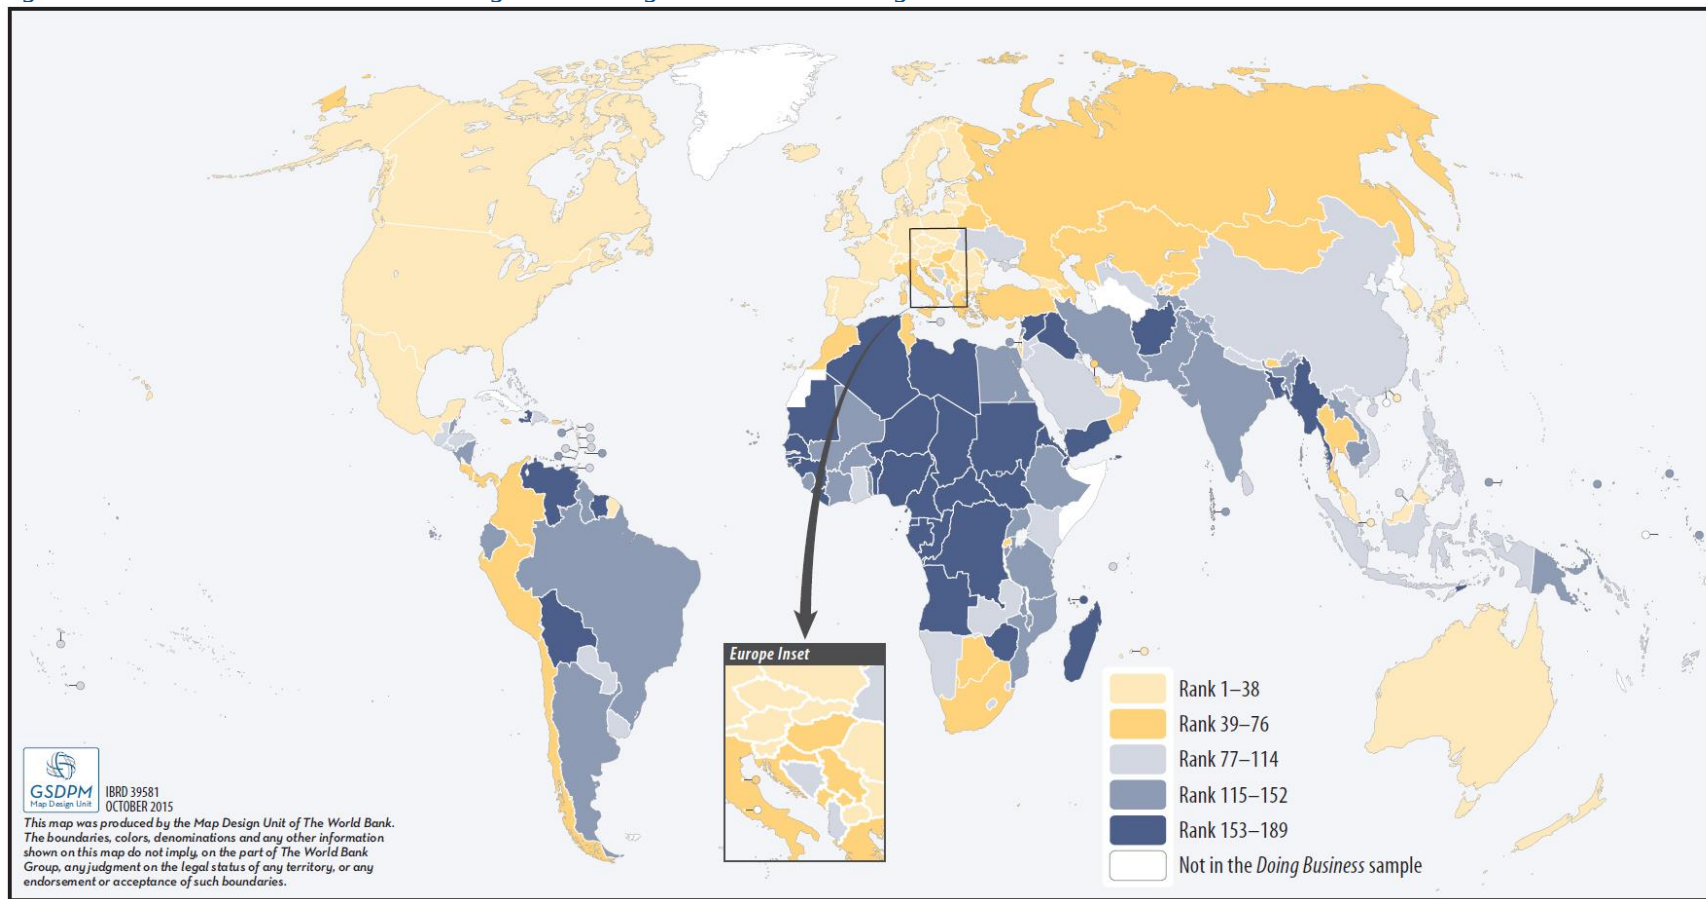 Europe Inset
Rank 1–38
Rank 39–76
Rank 77–114
Rank 115–152
Rank 153–189
Not in the Doing Business sample
GSDPM
Map Design Unit
IBRD 39581
OCTOBER 2015
This map was produced by the Map Design Unit of The World Bank.
The boundaries, colors, denominations and any other information
shown on this map do not imply, on the part of The World Bank
Group, any judgment on the legal status of any territory, or any
endorsement or acceptance of such boundaries.